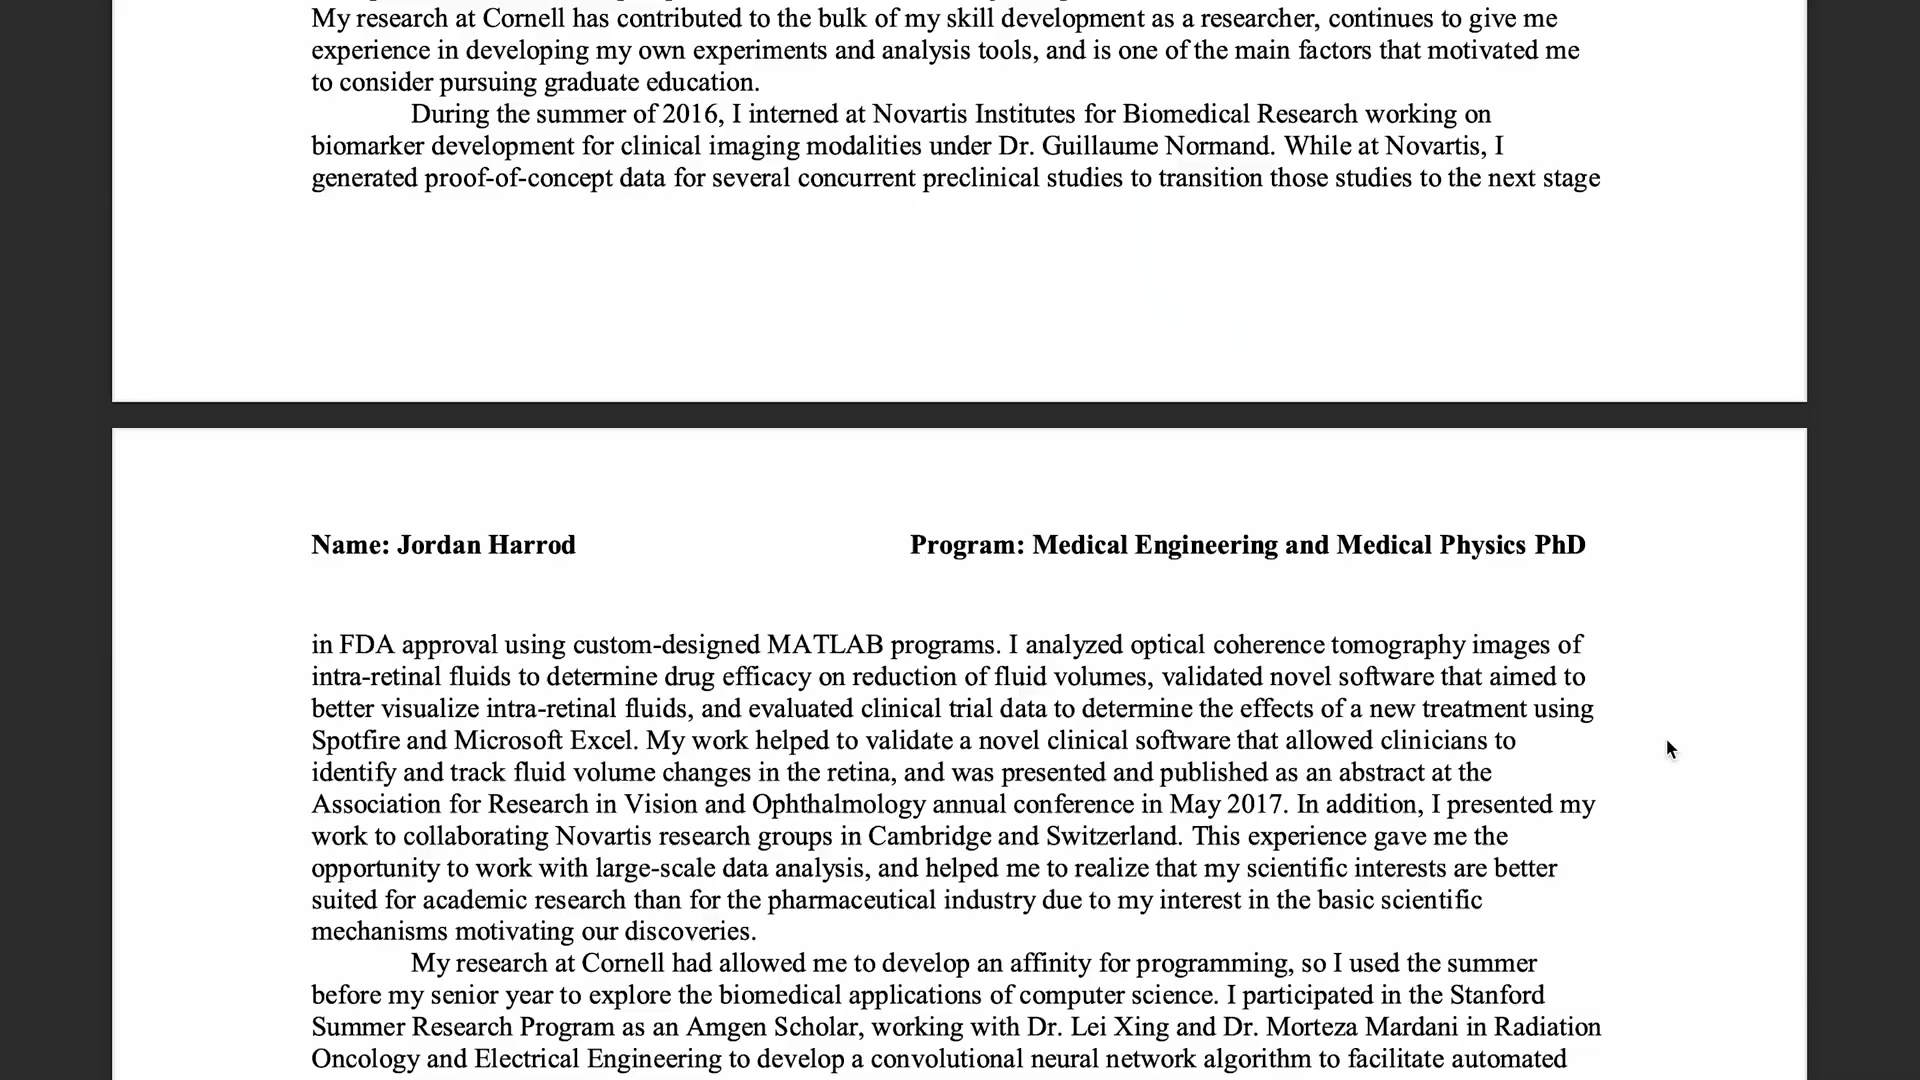 My research at Cornell has contributed to the bulk of my skill development as a researcher, continues to give me
experience in developing my own experiments and analysis tools, and is one of the main factors that motivated me
to consider pursuing graduate education.
During the summer of 2016, I interned at Novartis Institutes for Biomedical Research working on
biomarker development for clinical imaging modalities under Dr. Guillaume Normand. While at Novartis, I
generated proof-of-concept data for several concurrent preclinical studies to transition those studies to the next stage
Name: Jordan Harrod Program: Medical Engineering and Medical Physics PhD
in FDA approval using custom-designed MATLAB programs. I analyzed optical coherence tomography images of
intra-retinal fluids to determine drug efficacy on reduction of fluid volumes, validated novel software that aimed to
better visualize intra-retinal fluids, and evaluated clinical trial data to determine the effects of a new treatment using
Spotfire and Microsoft Excel. My work helped to validate a novel clinical software that allowed clinicians to
identify and track fluid volume changes in the retina, and was presented and published as an abstract at the
Association for Research in Vision and Ophthalmology annual conference in May 2017. In addition, I presented my
work to collaborating Novartis research groups in Cambridge and Switzerland. This experience gave me the
opportunity to work with large-scale data analysis, and helped me to realize that my scientific interests are better
suited for academic research than for the pharmaceutical industry due to my interest in the basic scientific
mechanisms motivating our discoveries.
My research at Cornell had allowed me to develop an affinity for programming, so I used the summer
before my senior year to explore the biomedical applications of computer science. I participated in the Stanford
Summer Research Program as an Amgen Scholar, working with Dr. Lei Xing and Dr. Morteza Mardani in Radiation
Oncology and Electrical Engineering to develop a convolutional neural network algorithm to facilitate automated